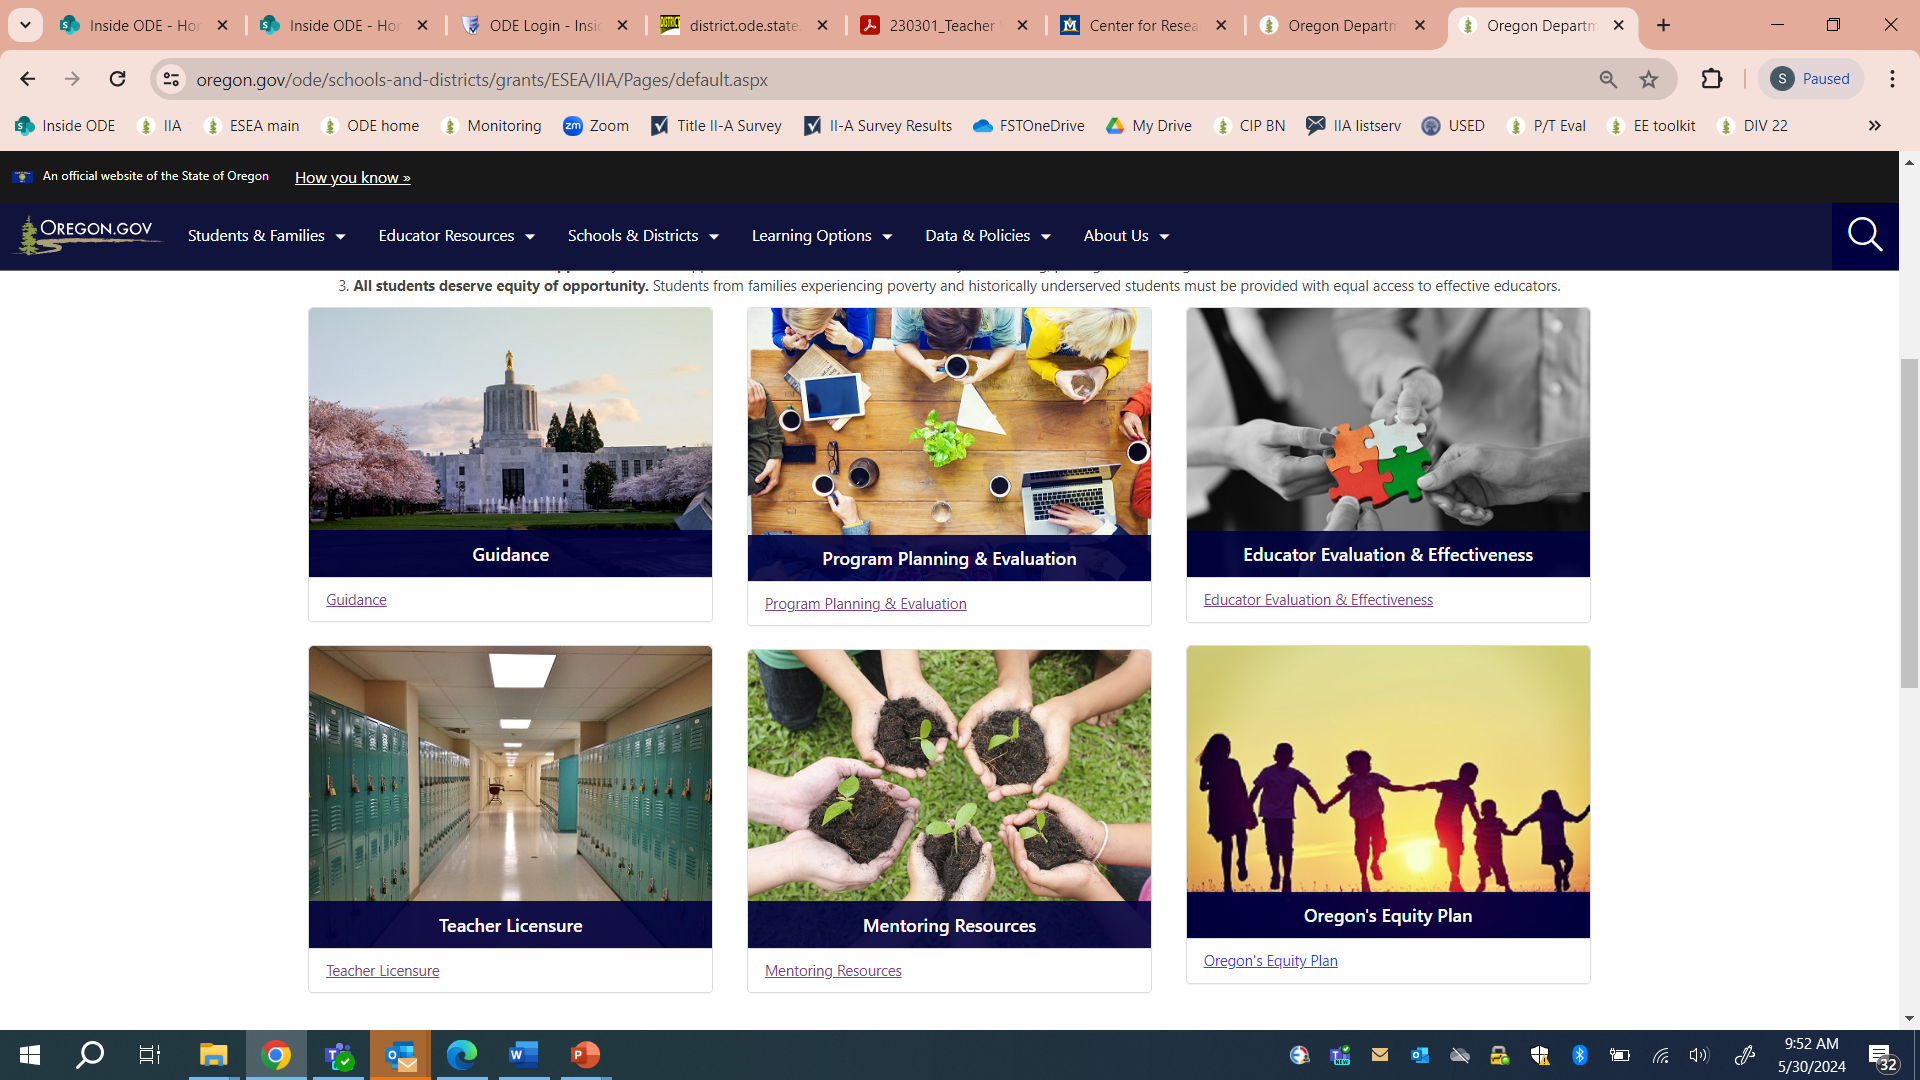 Inside ODE - Hor
Inside ODE - Hor
ODE Login - Insid
district.ode.state.
230301_Teacher
Center for Resea
Oregon Departm
Oregon Departm
oregon.gov/ode/schools-and-districts/grants/ESEA/IIA/Pages/default.aspx
S Paused
Inside ODE
IIA
ESEA main
ODE home
Monitoring
zm Zoom
Title II-A Survey
II-A Survey Results
FSTOneDrive
My Drive
CIP BN
IIA listserv
USED
P/T Eval
EE toolkit
DIV 22
»
An official website of the State of Oregon
How you know »
OREGON.GOV
Students & Families
Educator Resources
Schools & Districts
Learning Options
Data & Policies
About Us
3. All students deserve equity of opportunity. Students from families experiencing poverty and historically underserved students must be provided with equal access to effective educators.
Guidance
Program Planning & Evaluation
Educator Evaluation & Effectiveness
Guidance
Program Planning & Evaluation
Educator Evaluation & Effectiveness
Teacher Licensure
Mentoring Resources
Oregon's Equity Plan
Teacher Licensure
Mentoring Resources
Oregon's Equity Plan
9:52 AM
5/30/2024
32